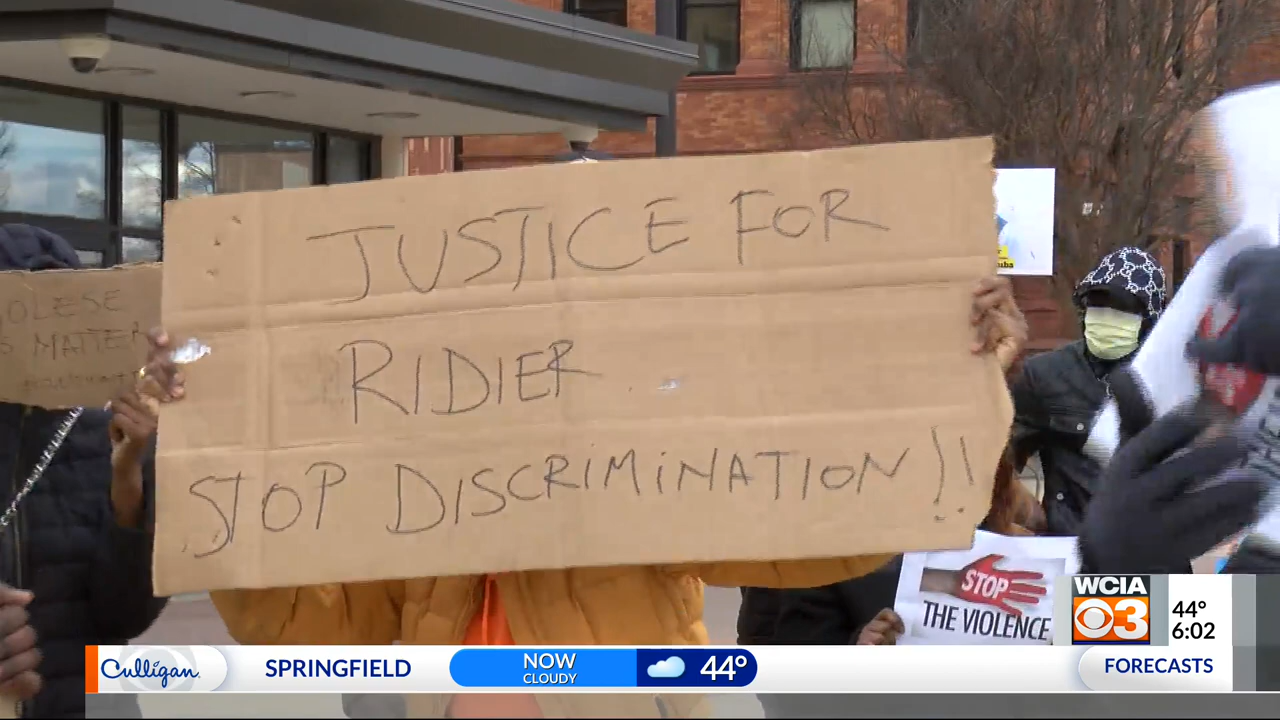 JUSTICE FOR
RIDIER
STOP DISCRIMINATION!!
OLESE
MATTER
STOP
THE VIOLENCE
WCIA
3
44°
6:02
Culligan
SPRINGFIELD
NOW
CLOUDY
44°
FORECASTS